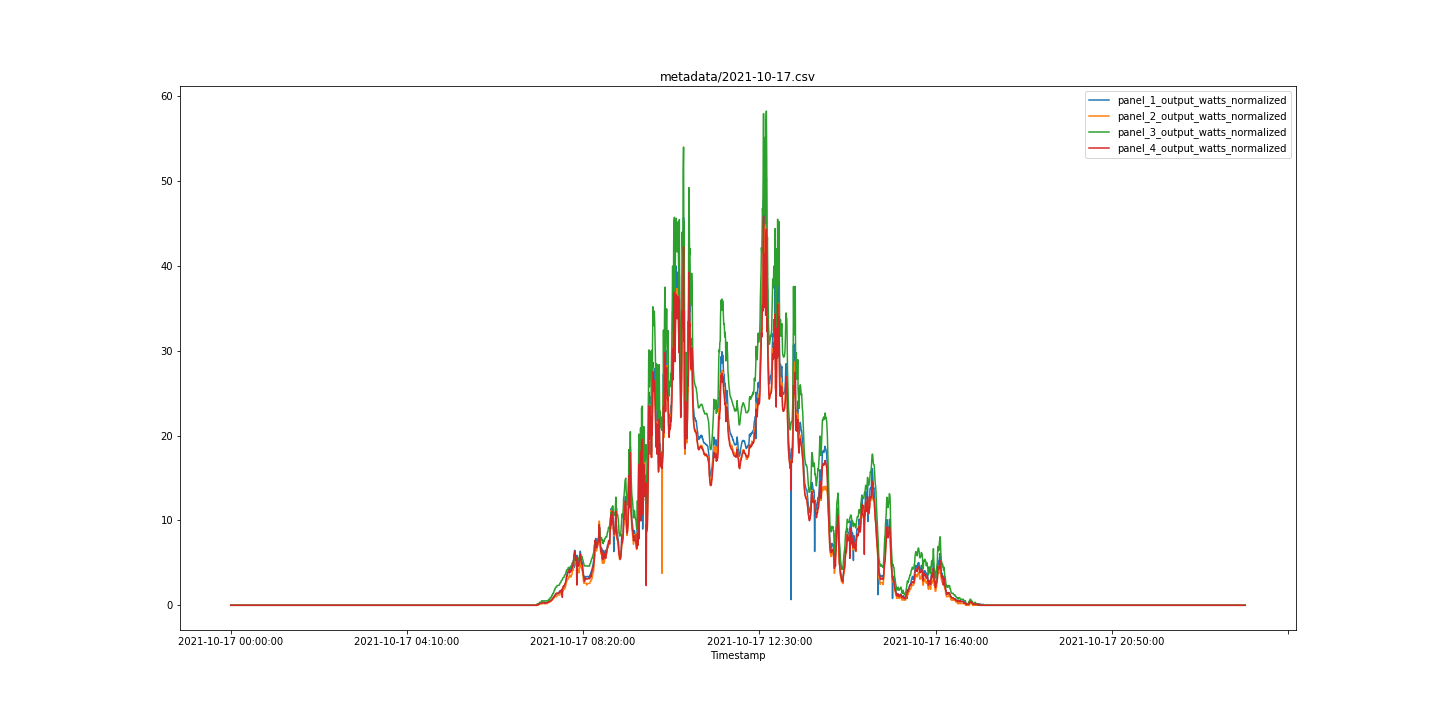 metadata/2021-10-17.csv
panel_1_output_watts_normalized
panel_2_output_watts_normalized
panel_3_output_watts_normalized
panel_4_output_watts_normalized
60
50
40
30
20
10
0
2021-10-17 00:00:00 2021-10-17 04:10:00 2021-10-17 08:20:00 2021-10-17 12:30:00 2021-10-17 16:40:00 2021-10-17 20:50:00
Timestamp